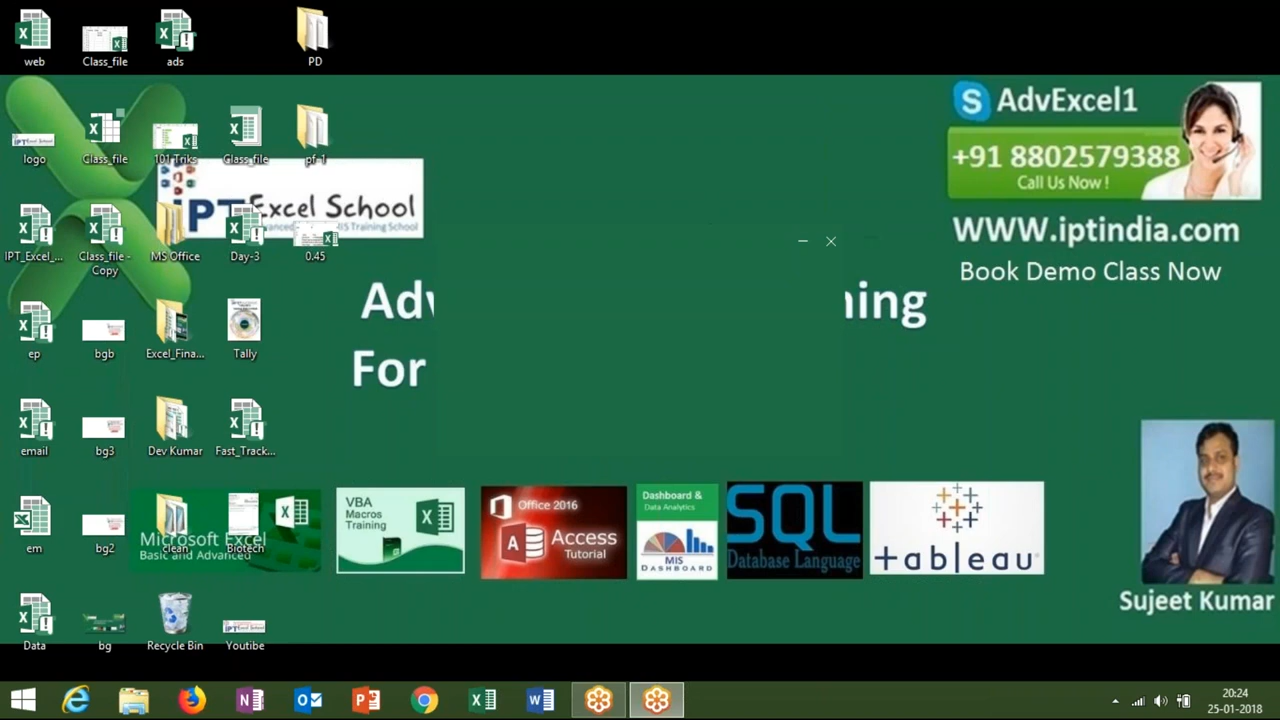 web
Class_file
ads
PD
logo
Class_file
101 Triks
Class_file
pf-1
IPT_Excel_...
Class_file - Copy
MS Office
Day-3
0.45
ep
bgb
Excel_Fina...
Tally
email
bg3
Dev Kumar
Fast_Track...
em
bg2
clean
Biotech
Data
bg
Recycle Bin
Youtibe
iPT Excel School
Training School
Adv
ning
For
AdvExcel1
+91 8802579388
Call Us Now !
WWW.iptindia.com
Book Demo Class Now
Microsoft Excel
Basic and Advanced
VBA
Macros
Training
Office 2016
Access
Tutorial
Dashboard &
Data Analytics
MIS
DASHBOARD
SQL
Database Language
+ableau
Sujeet Kumar
20:24
25-01-2018